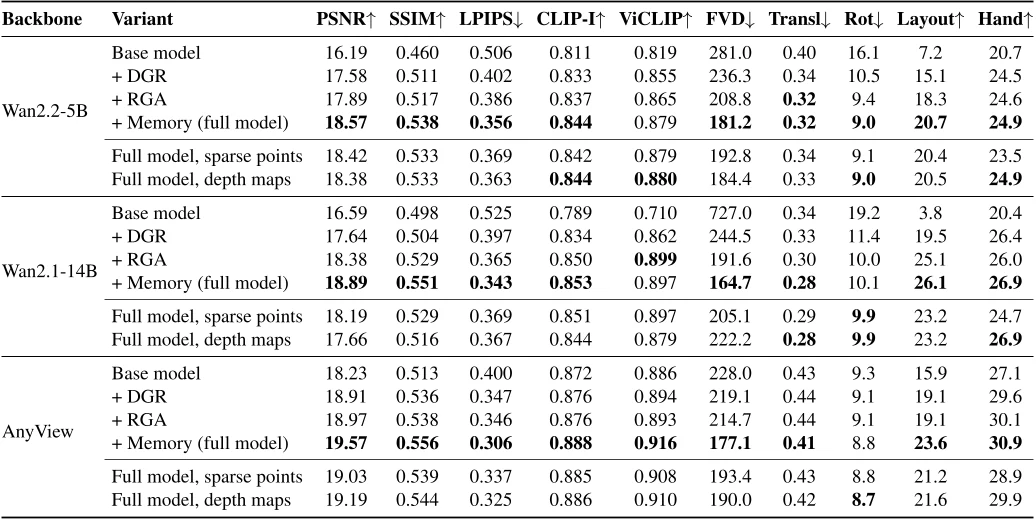 Backbone Variant PSNR↑ SSIM↑ LPIPS↓ CLIP-I↑ ViCLIP↑ FVD↓ Transl↓ Rot↓ Layout↑ Hand↑
Wan2.2-5B
Base model 16.19 0.460 0.506 0.811 0.819 281.0 0.40 16.1 7.2 20.7
+ DGR 17.58 0.511 0.402 0.833 0.855 236.3 0.34 10.5 15.1 24.5
+ RGA 17.89 0.517 0.386 0.837 0.865 208.8 0.32 9.4 18.3 24.6
+ Memory (full model) 18.57 0.538 0.356 0.844 0.879 181.2 0.32 9.0 20.7 24.9
Full model, sparse points 18.42 0.533 0.369 0.842 0.879 192.8 0.34 9.1 20.4 23.5
Full model, depth maps 18.38 0.533 0.363 0.844 0.880 184.4 0.33 9.0 20.5 24.9
Wan2.1-14B
Base model 16.59 0.498 0.525 0.789 0.710 727.0 0.34 19.2 3.8 20.4
+ DGR 17.64 0.504 0.397 0.834 0.862 244.5 0.33 11.4 19.5 26.4
+ RGA 18.38 0.529 0.365 0.850 0.899 191.6 0.30 10.0 25.1 26.0
+ Memory (full model) 18.89 0.551 0.343 0.853 0.897 164.7 0.28 10.1 26.1 26.9
Full model, sparse points 18.19 0.529 0.369 0.851 0.897 205.1 0.29 9.9 23.2 24.7
Full model, depth maps 17.66 0.516 0.367 0.844 0.879 222.2 0.28 9.9 23.2 26.9
AnyView
Base model 18.23 0.513 0.400 0.872 0.886 228.0 0.43 9.3 15.9 27.1
+ DGR 18.91 0.536 0.347 0.876 0.894 219.1 0.44 9.1 19.1 29.6
+ RGA 18.97 0.538 0.346 0.876 0.893 214.7 0.44 9.1 19.1 30.1
+ Memory (full model) 19.57 0.556 0.306 0.888 0.916 177.1 0.41 8.8 23.6 30.9
Full model, sparse points 19.03 0.539 0.337 0.885 0.908 193.4 0.43 8.8 21.2 28.9
Full model, depth maps 19.19 0.544 0.325 0.886 0.910 190.0 0.42 8.7 21.6 29.9